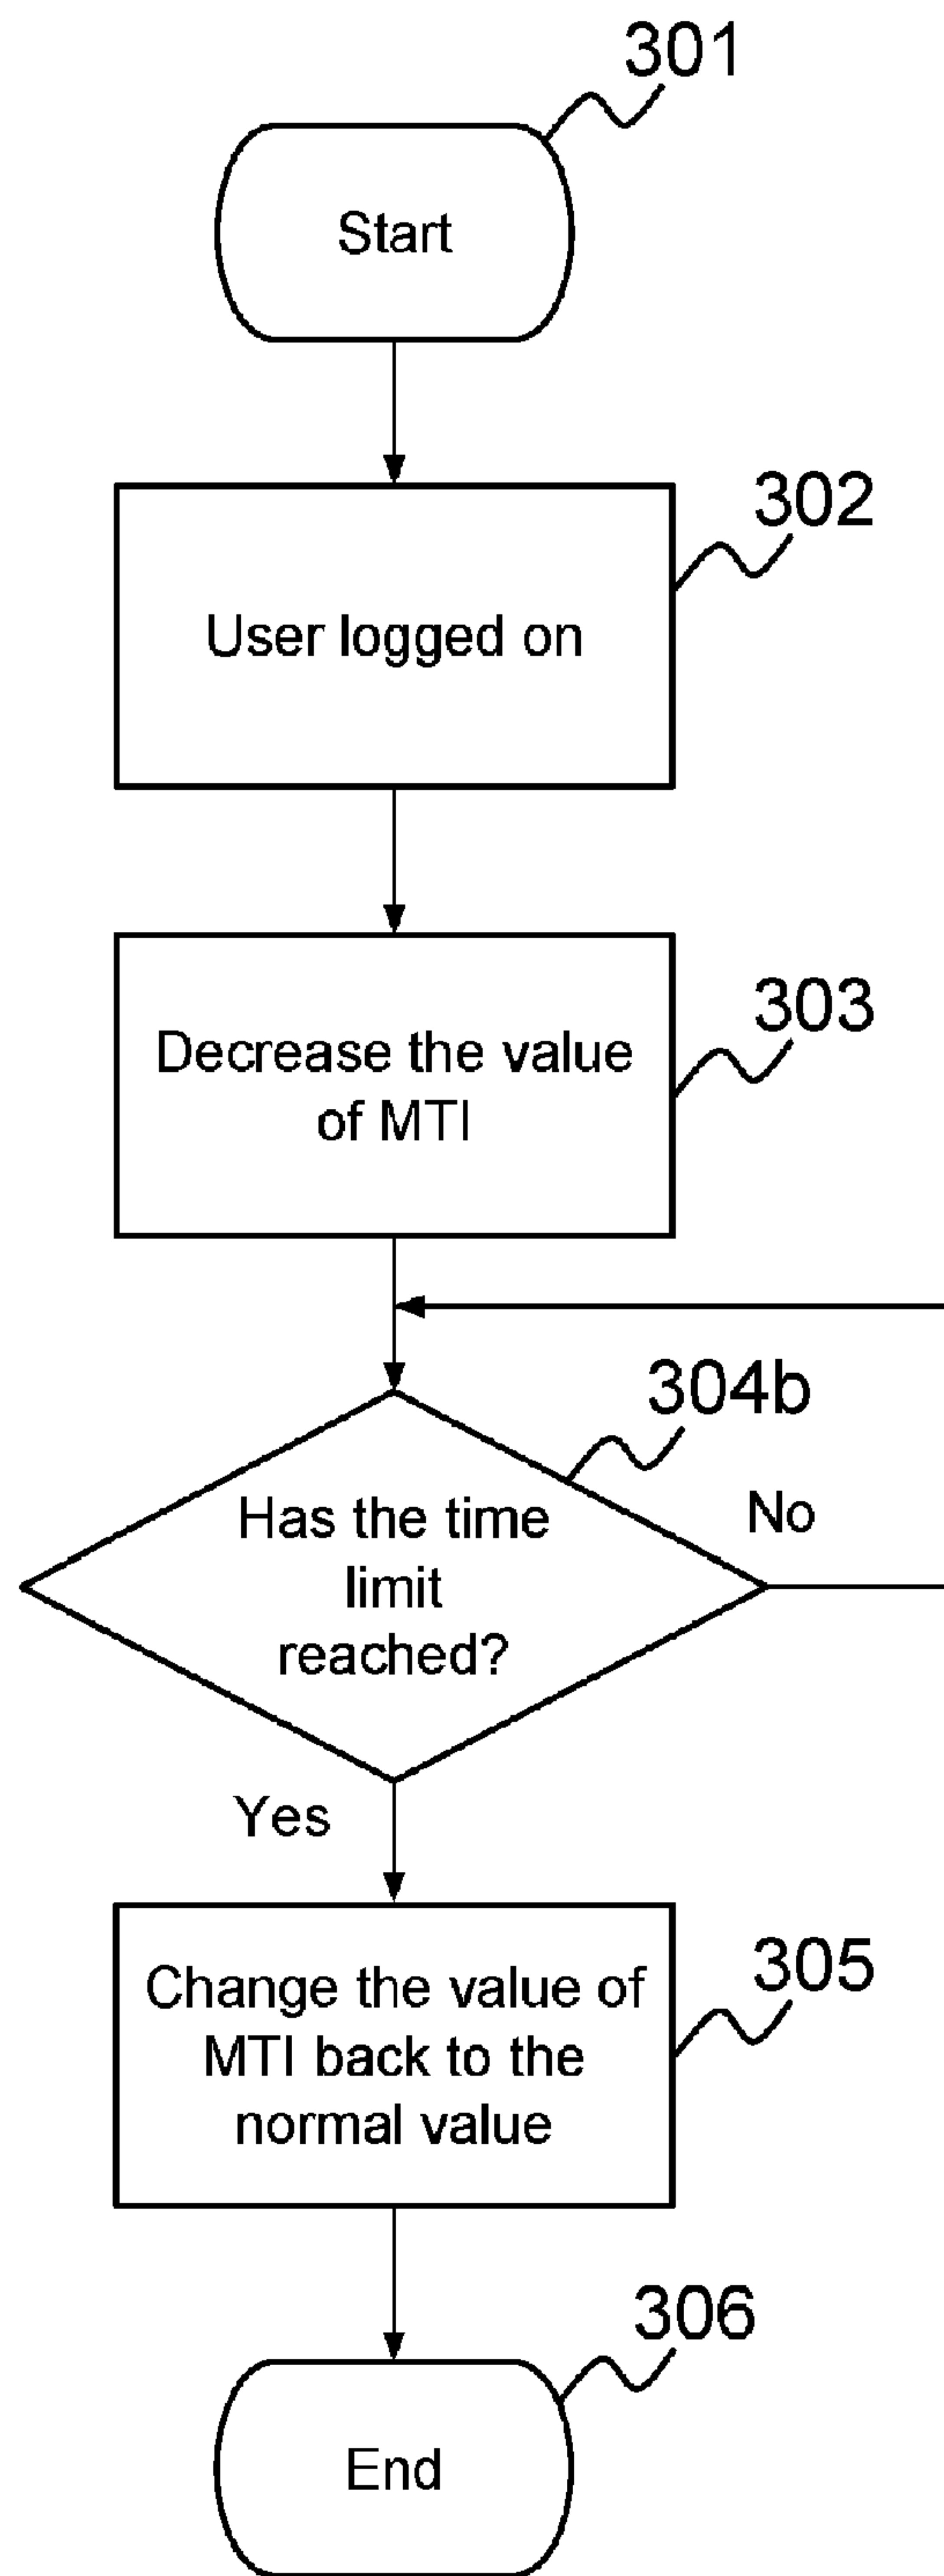 301
Start
302
User logged on
303
Decrease the value
of MTI
304b
Has the time
limit
reached?
No
Yes
305
Change the value of
MTI back to the
normal value
306
End